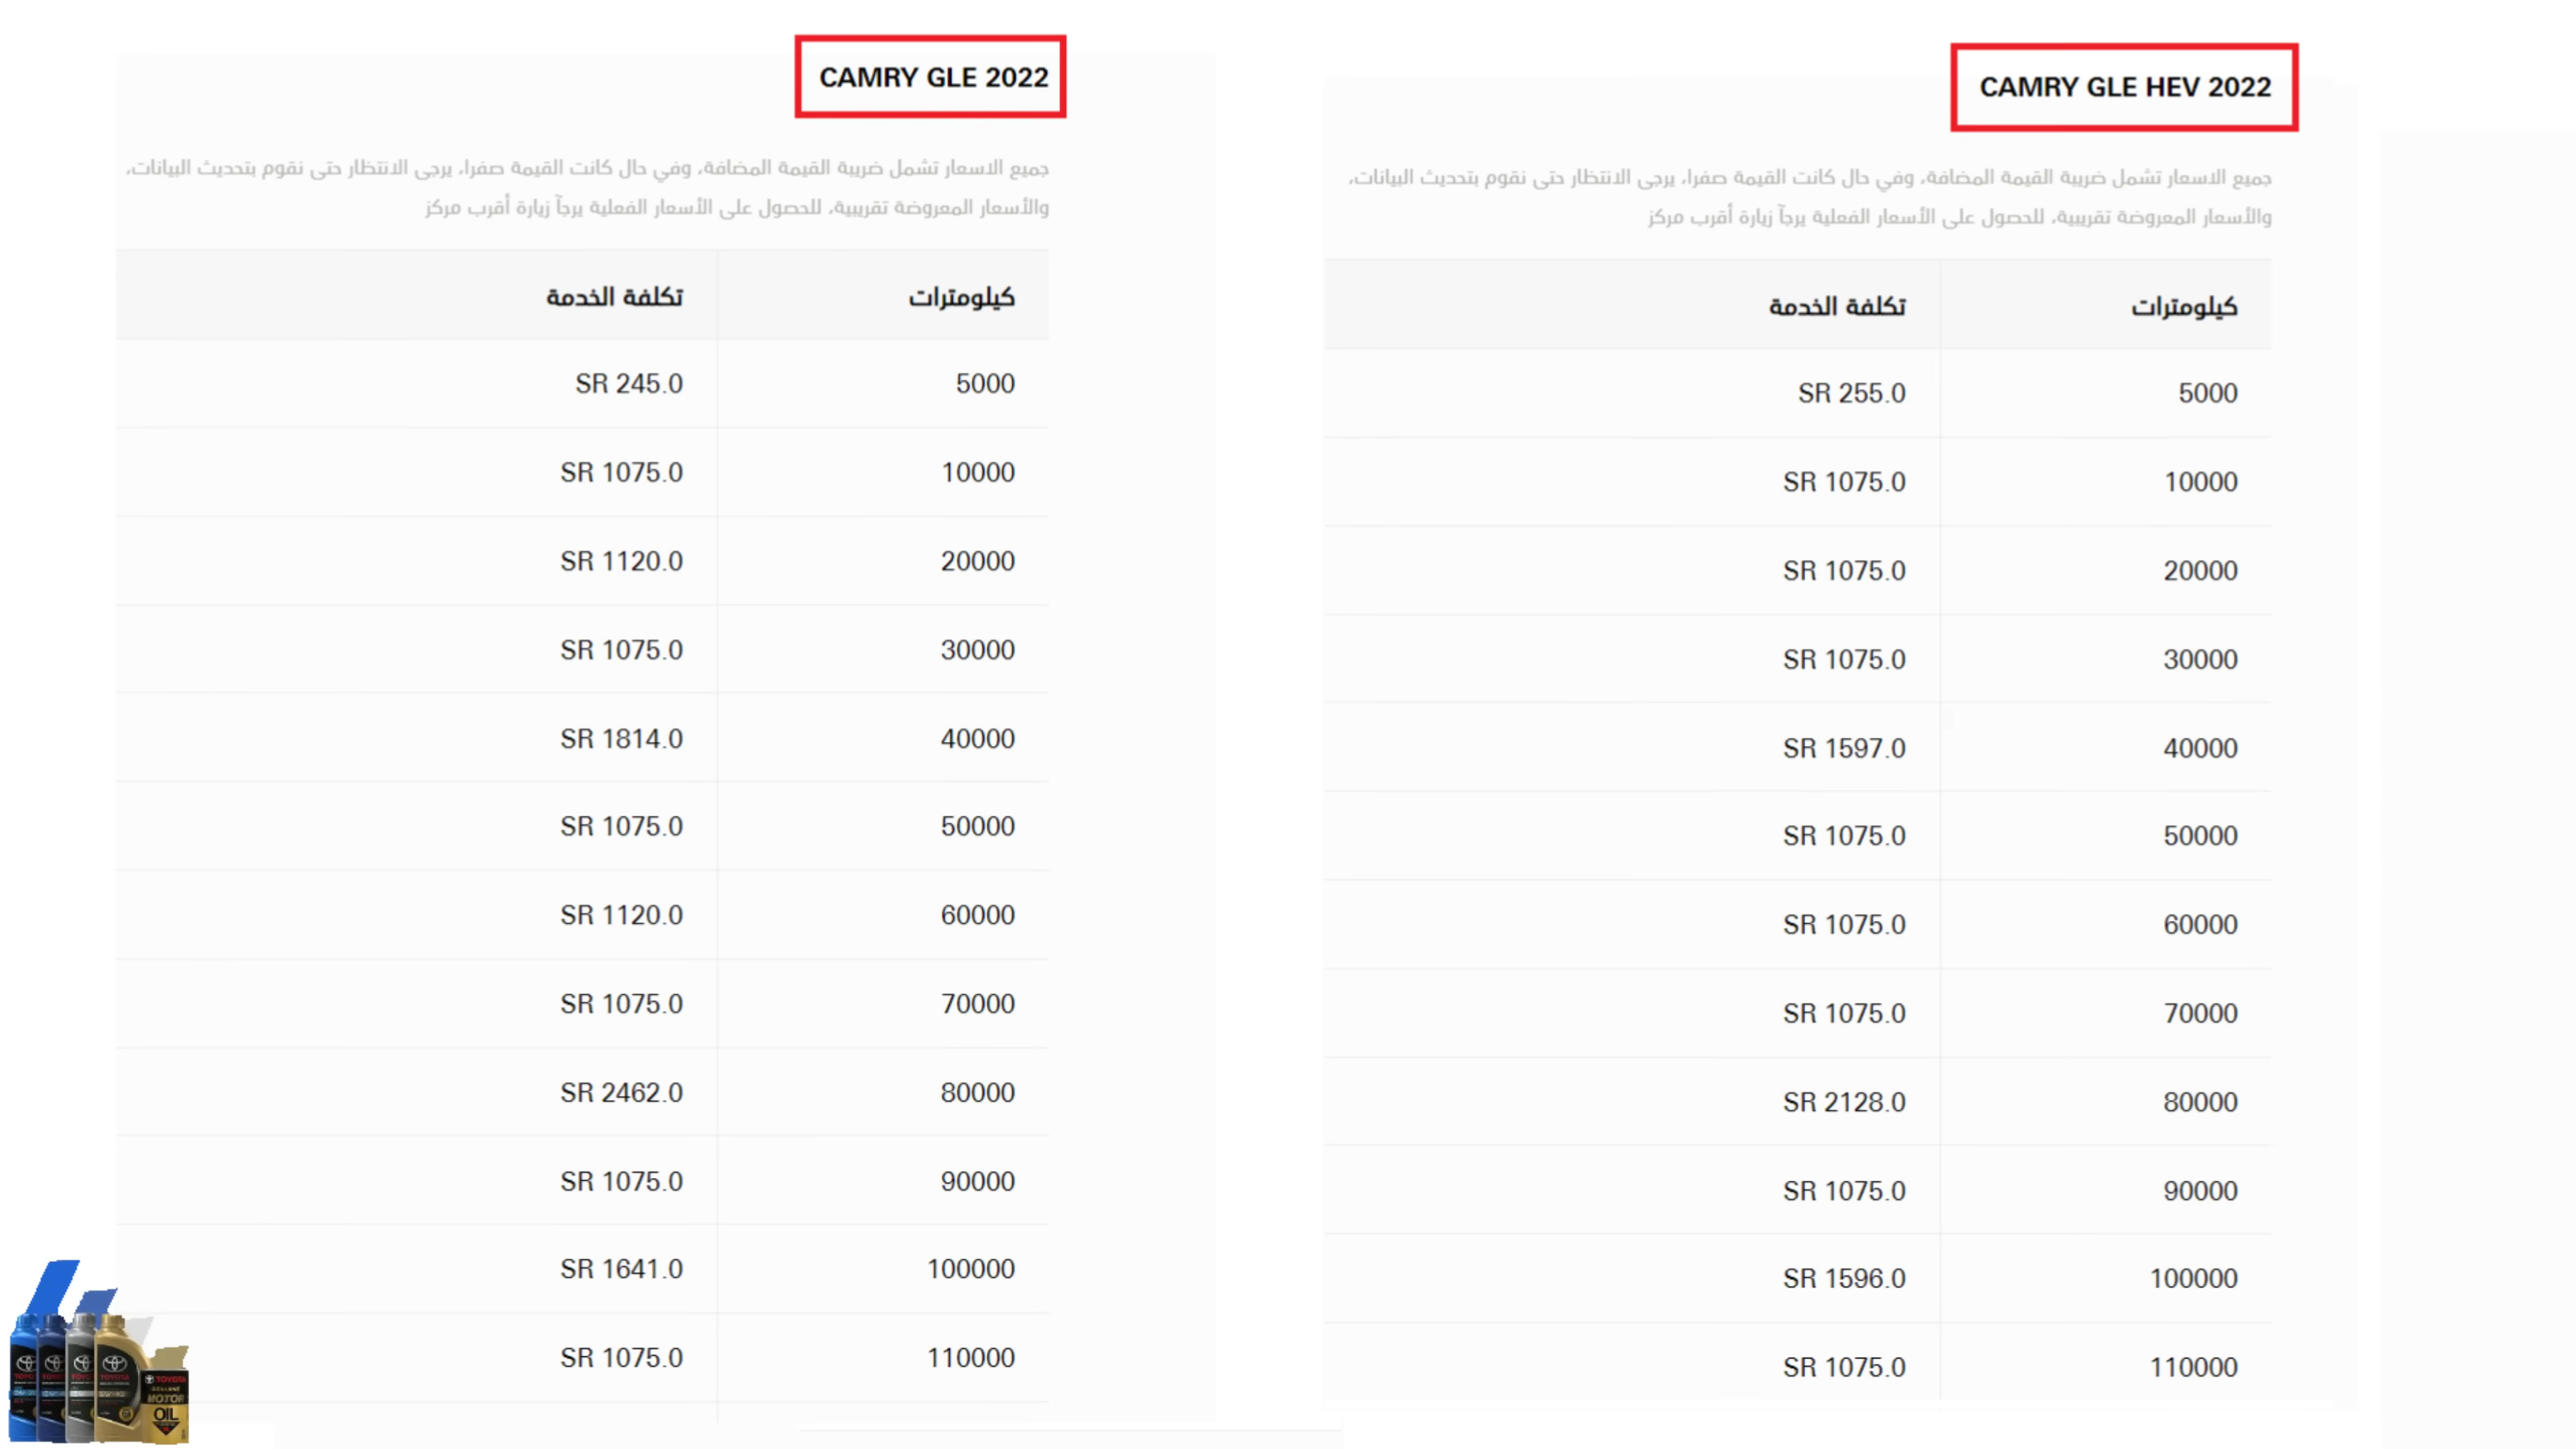 CAMRY GLE 2022
جميع الاسعار تشمل ضريبة القيمة المضافة، وفي حال كانت القيمة صفرا، يرجى الانتظار حتى نقوم بتحديث البيانات،
والأسعار المعروضة تقريبية، للحصول على الأسعار الفعلية يرجآ زيارة أقرب مركز
كيلومترات تكلفة الخدمة
5000 SR 245.0
10000 SR 1075.0
20000 SR 1120.0
30000 SR 1075.0
40000 SR 1814.0
50000 SR 1075.0
60000 SR 1120.0
70000 SR 1075.0
80000 SR 2462.0
90000 SR 1075.0
100000 SR 1641.0
110000 SR 1075.0
CAMRY GLE HEV 2022
جميع الاسعار تشمل ضريبة القيمة المضافة، وفي حال كانت القيمة صفرا، يرجى الانتظار حتى نقوم بتحديث البيانات،
والأسعار المعروضة تقريبية، للحصول على الأسعار الفعلية يرجآ زيارة أقرب مركز
كيلومترات تكلفة الخدمة
5000 SR 255.0
10000 SR 1075.0
20000 SR 1075.0
30000 SR 1075.0
40000 SR 1597.0
50000 SR 1075.0
60000 SR 1075.0
70000 SR 1075.0
80000 SR 2128.0
90000 SR 1075.0
100000 SR 1596.0
110000 SR 1075.0
TOYOTA
MOTOR
OIL